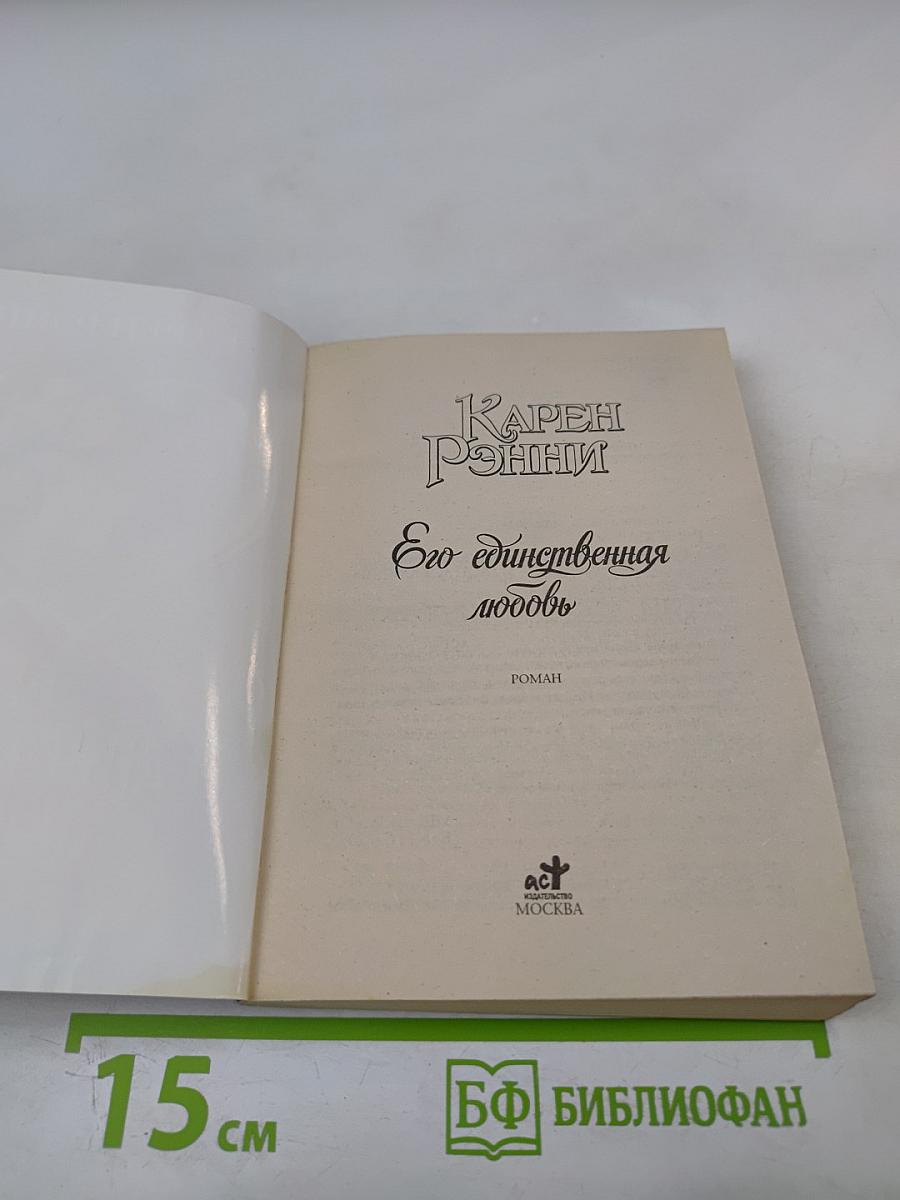 КАРЕН
РЭННИ
Его единственная
любовь
РОМАН
аст
ИЗДАТЕЛЬСТВО
МОСКВА
15 см
БФ БИБЛИОФАН